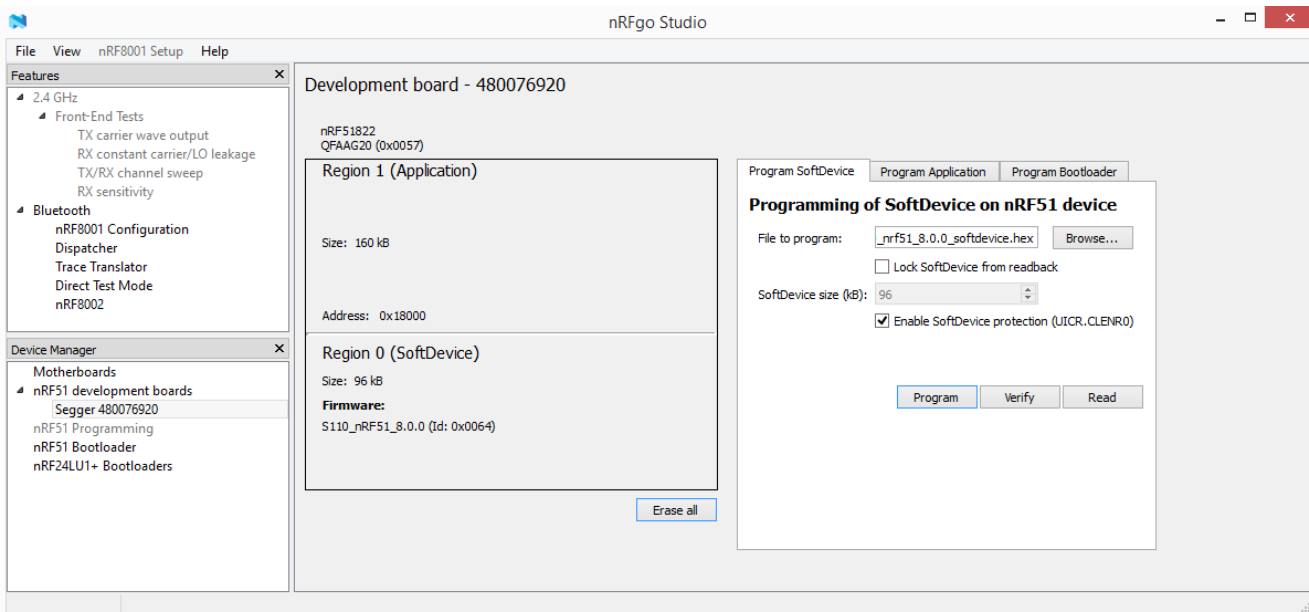 nRFgo Studio
File View nRF8001 Setup Help
Features
2.4 GHz
Front-End Tests
TX carrier wave output
RX constant carrier/LO leakage
TX/RX channel sweep
RX sensitivity
Bluetooth
nRF8001 Configuration
Dispatcher
Trace Translator
Direct Test Mode
nRF8002
Device Manager
Motherboards
nRF51 development boards
Segger 480076920
nRF51 Programming
nRF51 Bootloader
nRF24LU1+ Bootloaders
Development board - 480076920
nRF51822
QFAAG20 (0x0057)
Region 1 (Application)
Size: 160 kB
Address: 0x18000
Region 0 (SoftDevice)
Size: 96 kB
Firmware:
S110_nRF51_8.0.0 (Id: 0x0064)
Erase all
Program SoftDevice Program Application Program Bootloader
Programming of SoftDevice on nRF51 device
File to program: _nrf51_8.0.0_softdevice.hex Browse...
Lock SoftDevice from readback
SoftDevice size (kB): 96
Enable SoftDevice protection (UICR.CLENR0)
Program Verify Read